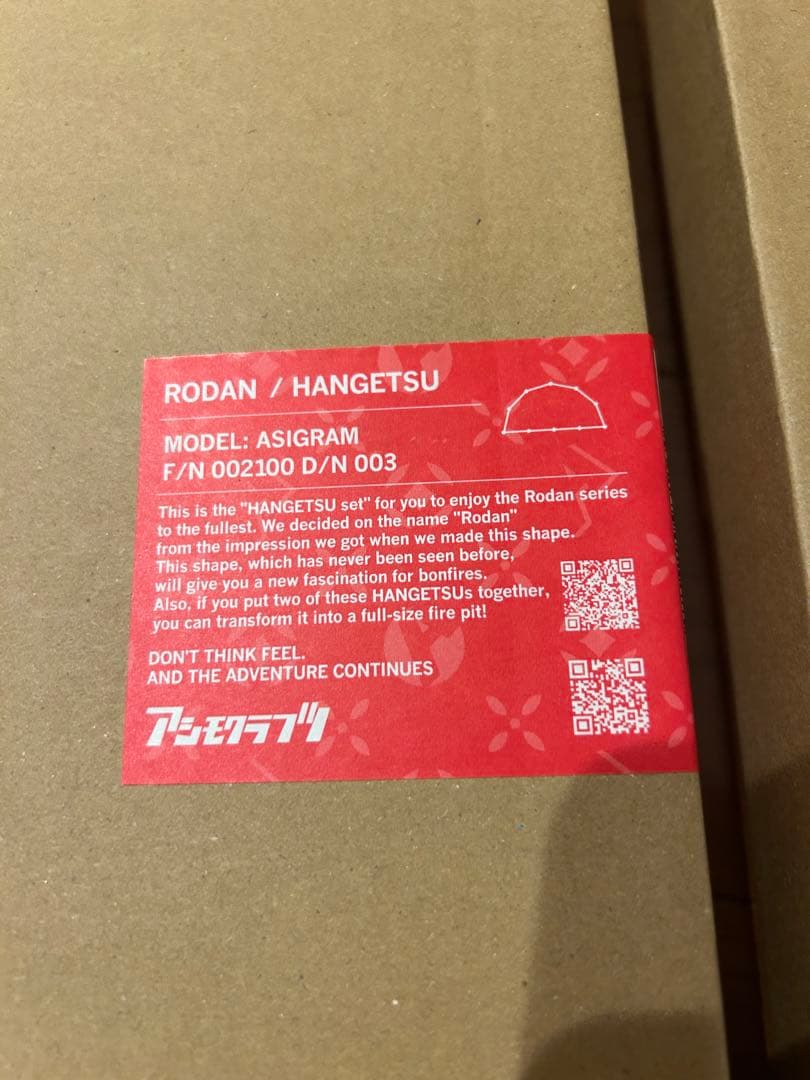 RODAN / HANGETSU
MODEL: ASIGRAM
F/N 002100 D/N 003
This is the "HANGETSU set" for you to enjoy the Rodan series
to the fullest. We decided on the name "Rodan"
from the impression we got when we made this shape.
This shape, which has never been seen before,
will give you a new fascination for bonfires.
Also, if you put two of these HANGETSUs together,
you can transform it into a full-size fire pit!
DON'T THINK FEEL.
AND THE ADVENTURE CONTINUES
アシモクラフツ